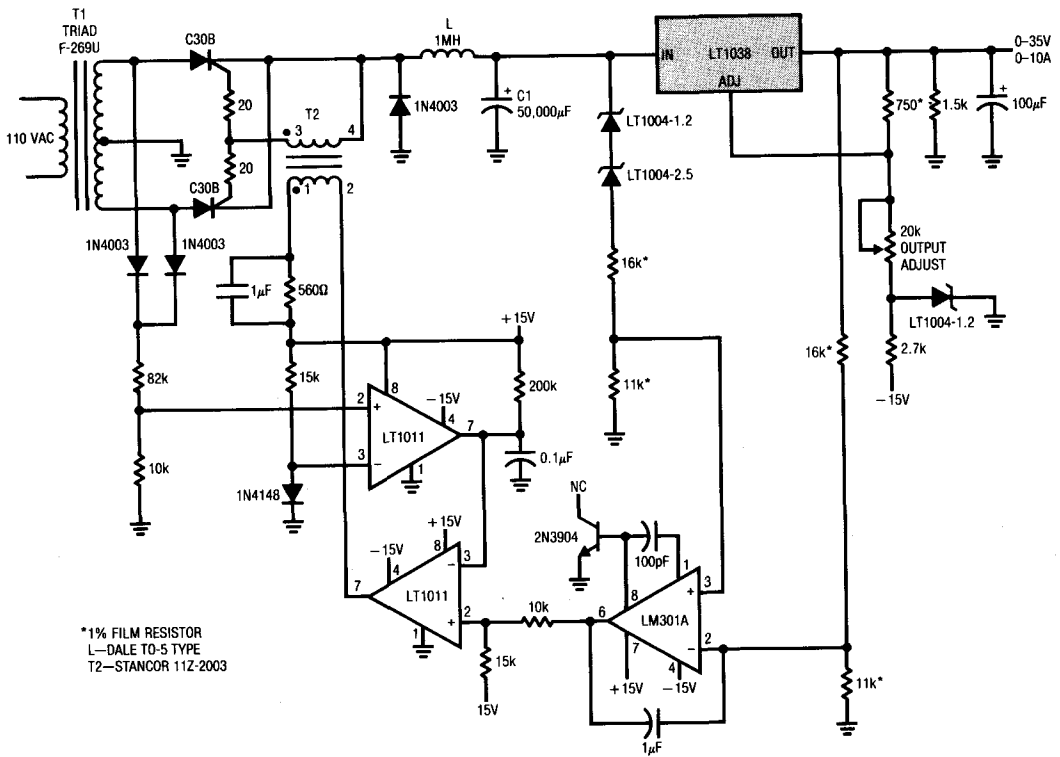 T1
TRIAD
F-269U
110 VAC
C30B
20
20
C30B
T2
3
4
1
2
1N4003
L
1MH
+
C1
50,000µF
IN
LT1038
OUT
ADJ
0–35V
0–10A
750*
1.5k
+
100µF
LT1004-1.2
LT1004-2.5
16k*
11k*
20k
OUTPUT
ADJUST
LT1004-1.2
2.7k
−15V
16k*
11k*
1N4003
1N4003
1µF
560Ω
82k
10k
15k
1N4148
+15V
200k
0.1µF
2
+
3
−
8
−15V
4
7
LT1011
1
+15V
8
−15V
4
3
−
7
LT1011
2
+
1
10k
15k
15V
NC
2N3904
100pF
1
8
+
3
6
LM301A
−
2
7
4
+15V
−15V
1µF
*1% FILM RESISTOR
L—DALE TO-5 TYPE
T2—STANCOR 11Z-2003